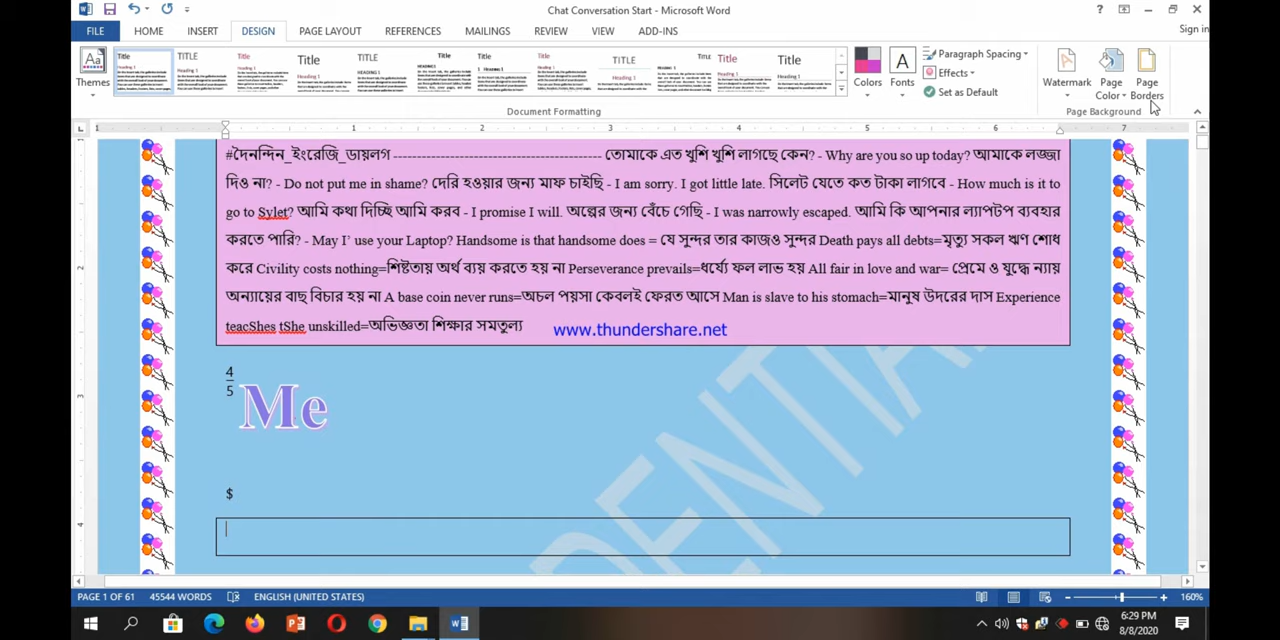 Chat Conversation Start - Microsoft Word
Sign in
FILE HOME INSERT DESIGN PAGE LAYOUT REFERENCES MAILINGS REVIEW VIEW ADD-INS
Themes
Colors
Fonts
Paragraph Spacing
Effects
Set as Default
Watermark
Page Color
Page Borders
Document Formatting
Page Background
#দৈনন্দিন_ইংরেজি_ডায়লগ ------------------------------------------- তোমাকে এত খুশি খুশি লাগছে কেন? - Why are you so up today? আমাকে লজ্জা
দিও না? - Do not put me in shame? দেরি হওয়ার জন্য মাফ চাইছি - I am sorry. I got little late. সিলেট যেতে কত টাকা লাগবে - How much is it to
go to Sylet? আমি কথা দিচ্ছি আমি করব - I promise I will. অল্পের জন্য বেঁচে গেছি - I was narrowly escaped. আমি কি আপনার ল্যাপটপ ব্যবহার
করতে পারি? - May I' use your Laptop? Handsome is that handsome does = যে সুন্দর তার কাজও সুন্দর Death pays all debts=মৃত্যু সকল ঋণ শোধ
করে Civility costs nothing=শিষ্টতায় অর্থ ব্যয় করতে হয় না Perseverance prevails=ধর্যে্য ফল লাভ হয় All fair in love and war= প্রেমে ও যুদ্ধে ন্যায়
অন্যায়ের বাছ বিচার হয় না A base coin never runs=অচল পয়সা কেবলই ফেরত আসে Man is slave to his stomach=মানুষ উদরের দাস Experience
teacShes tShe unskilled=অভিজ্ঞতা শিক্ষার সমতুল্য www.thundershare.net
4
5
Me
$
DENTIAL
PAGE 1 OF 61 45544 WORDS ENGLISH (UNITED STATES) 160%
6:29 PM
8/8/2020